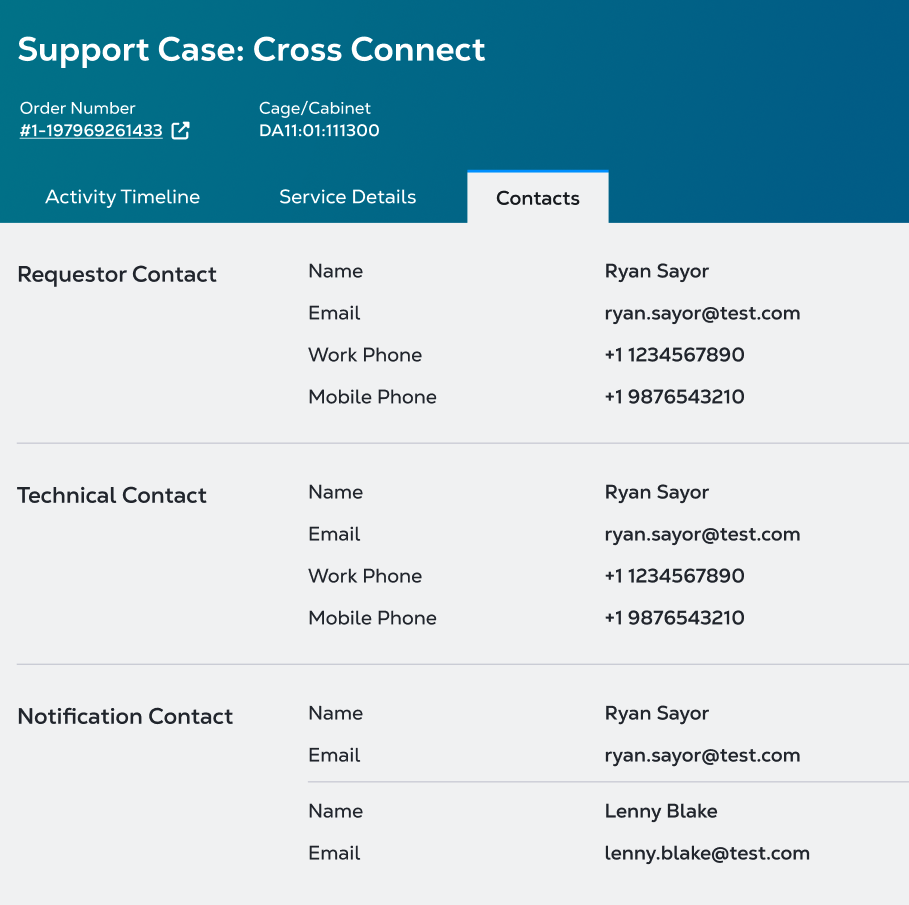 Support Case: Cross Connect
Order Number Cage/Cabinet
#1-197969261433 DA11:01:111300
Activity Timeline Service Details Contacts
Requestor Contact Name Ryan Sayor
Email ryan.sayor@test.com
Work Phone +1 1234567890
Mobile Phone +1 9876543210
Technical Contact Name Ryan Sayor
Email ryan.sayor@test.com
Work Phone +1 1234567890
Mobile Phone +1 9876543210
Notification Contact Name Ryan Sayor
Email ryan.sayor@test.com
Name Lenny Blake
Email lenny.blake@test.com